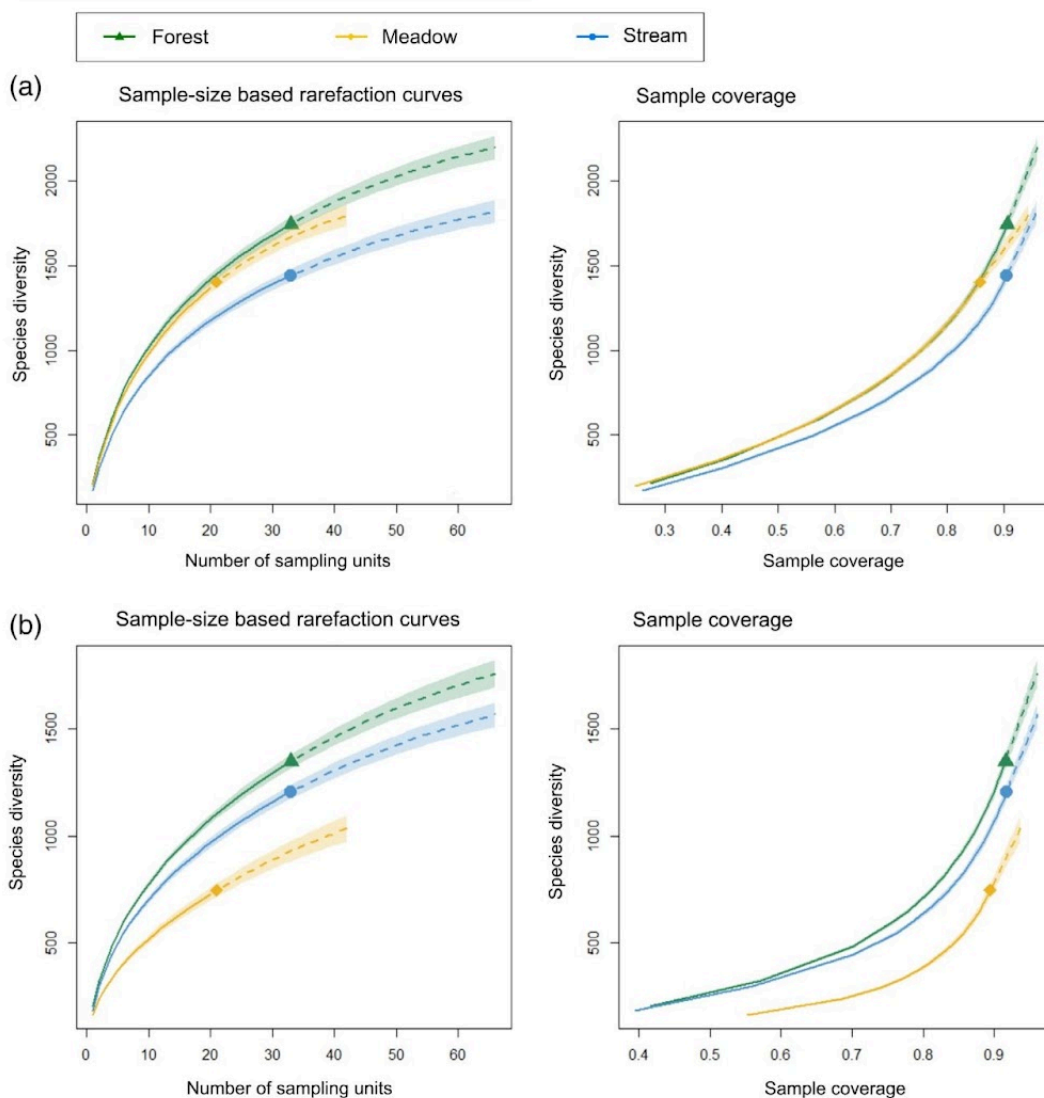 Forest Meadow Stream
(a)
Sample-size based rarefaction curves
Species diversity
2000
1500
1000
500
0 10 20 30 40 50 60
Number of sampling units
Sample coverage
Species diversity
2000
1500
1000
500
0.3 0.4 0.5 0.6 0.7 0.8 0.9
Sample coverage
(b)
Sample-size based rarefaction curves
Species diversity
1500
1000
500
0 10 20 30 40 50 60
Number of sampling units
Sample coverage
Species diversity
1500
1000
500
0.4 0.5 0.6 0.7 0.8 0.9
Sample coverage